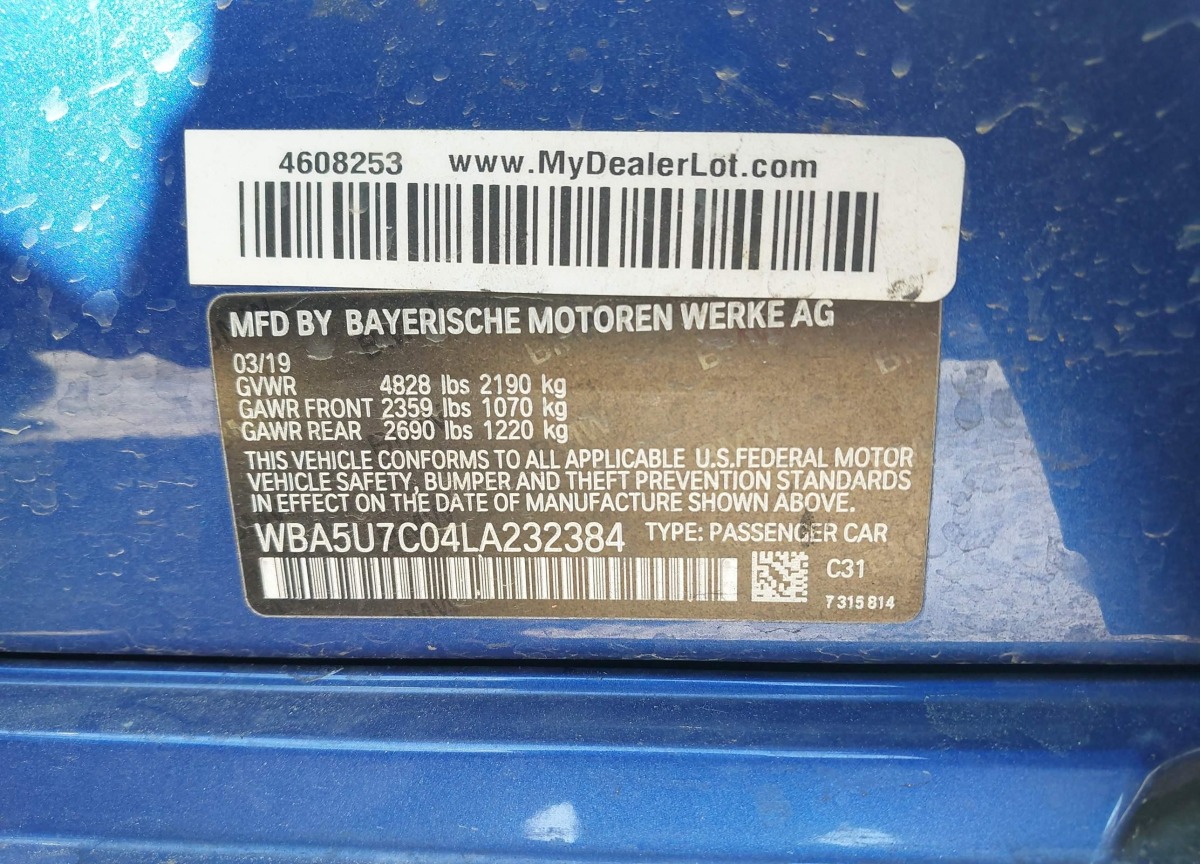 4608253 www.MyDealerLot.com
MFD BY BAYERISCHE MOTOREN WERKE AG
03/19
GVWR 4828 lbs 2190 kg
GAWR FRONT 2359 lbs 1070 kg
GAWR REAR 2690 lbs 1220 kg
THIS VEHICLE CONFORMS TO ALL APPLICABLE U.S.FEDERAL MOTOR
VEHICLE SAFETY, BUMPER AND THEFT PREVENTION STANDARDS
IN EFFECT ON THE DATE OF MANUFACTURE SHOWN ABOVE.
WBA5U7C04LA232384 TYPE: PASSENGER CAR
C31
7 315 814